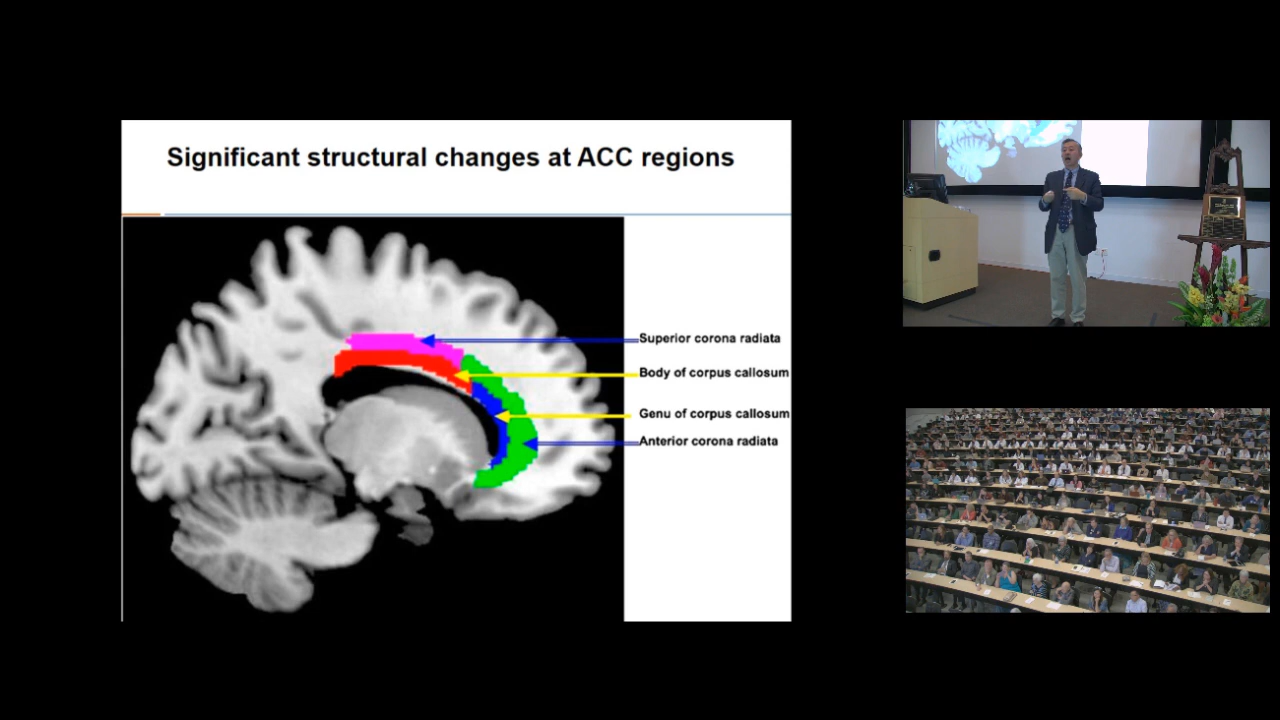 Significant structural changes at ACC regions
Superior corona radiata
Body of corpus callosum
Genu of corpus callosum
Anterior corona radiata